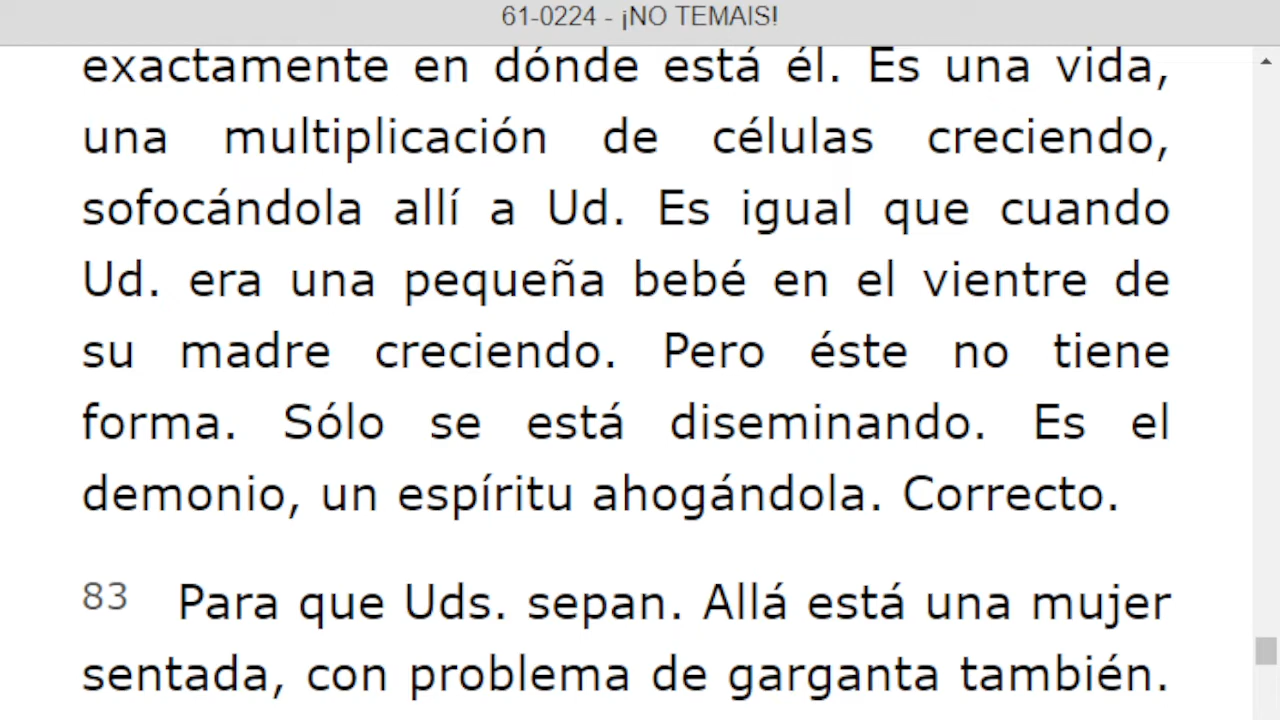 61-0224 - ¡NO TEMAIS!
exactamente en dónde está él. Es una vida,
una multiplicación de células creciendo,
sofocándola allí a Ud. Es igual que cuando
Ud. era una pequeña bebé en el vientre de
su madre creciendo. Pero éste no tiene
forma. Sólo se está diseminando. Es el
demonio, un espíritu ahogándola. Correcto.
83 Para que Uds. sepan. Allá está una mujer
sentada, con problema de garganta también.